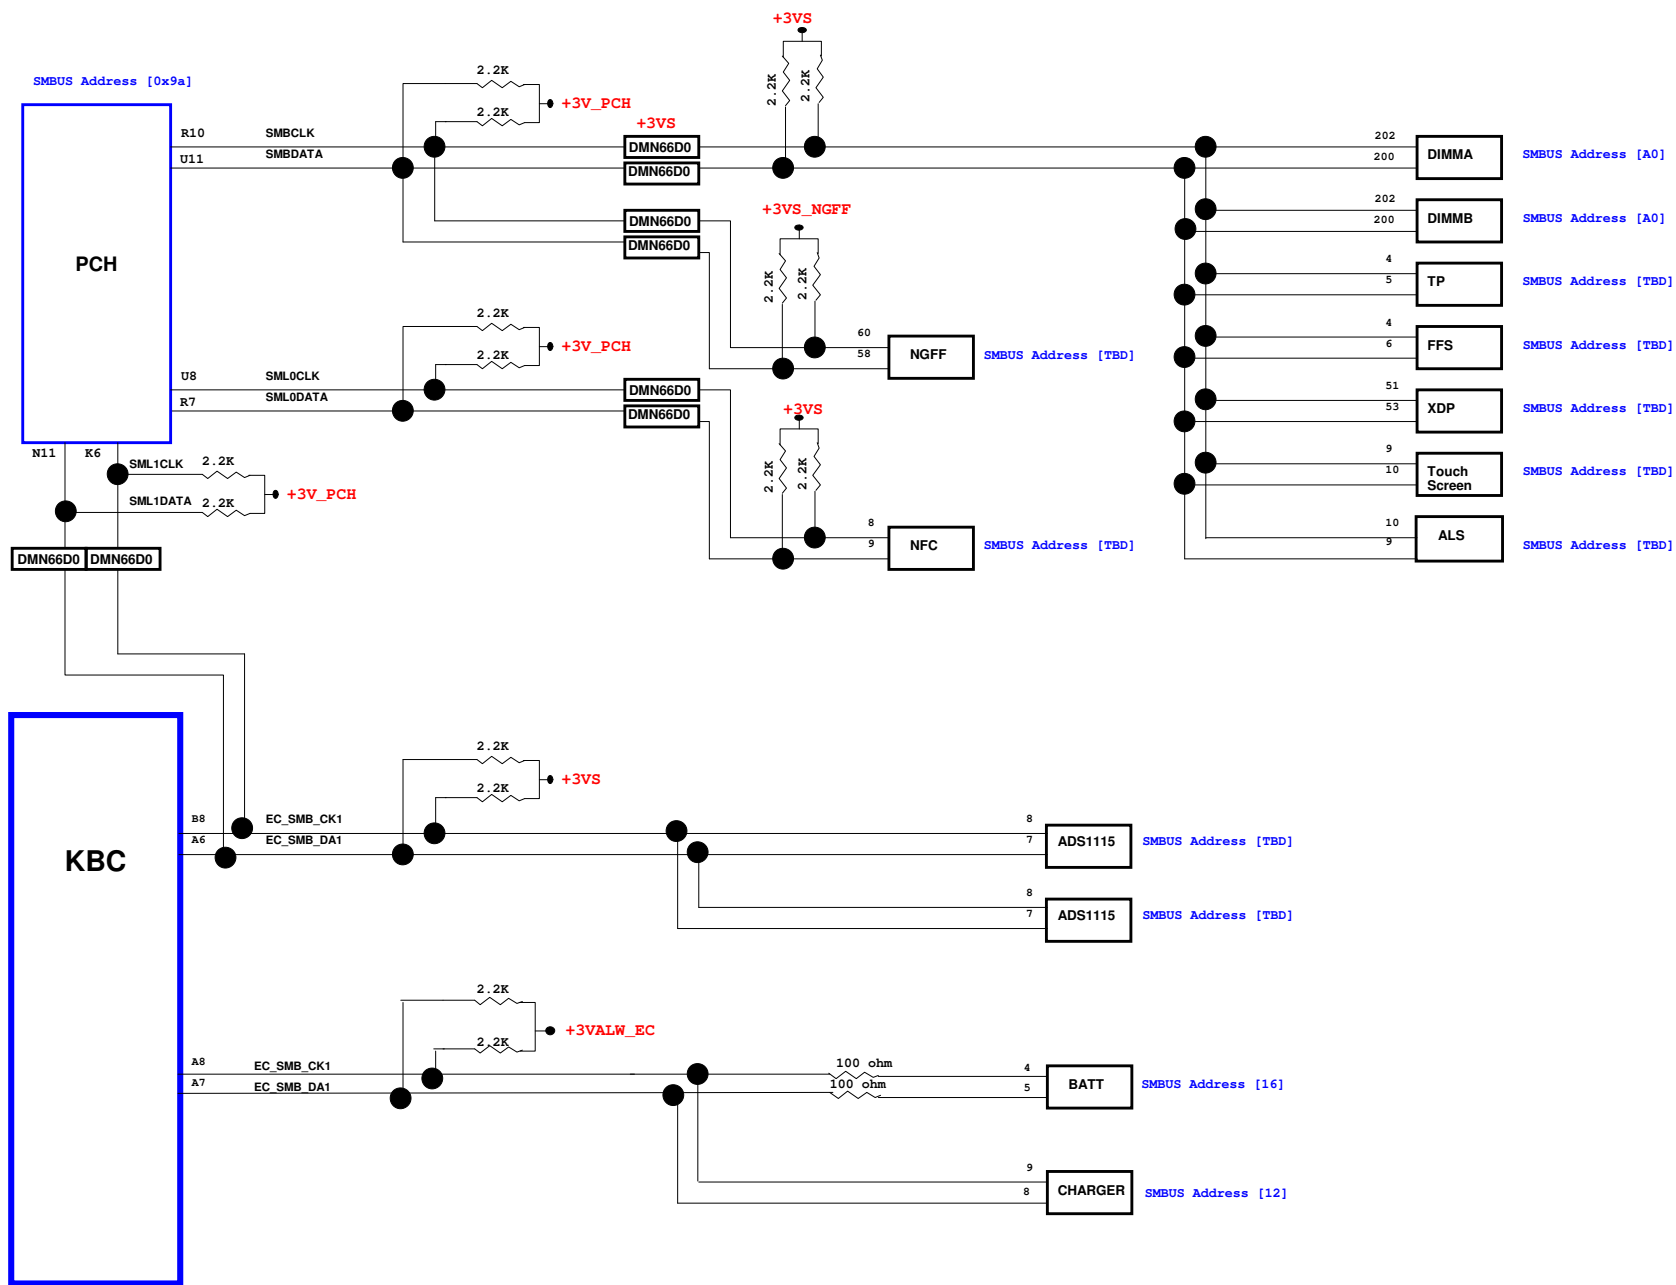 +3VS
SMBUS Address [0x9a]
2.2K
2.2K
+3V_PCH
2.2K
2.2K
+3VS
PCH
R10
SMBCLK
U11
SMBDATA
DMN66D0
DMN66D0
202
200
DIMMA
SMBUS Address [A0]
DMN66D0
DMN66D0
+3VS_NGFF
2.2K
2.2K
202
200
DIMMB
SMBUS Address [A0]
4
5
TP
SMBUS Address [TBD]
2.2K
2.2K
+3V_PCH
60
58
NGFF
SMBUS Address [TBD]
4
6
FFS
SMBUS Address [TBD]
U8
SML0CLK
R7
SML0DATA
DMN66D0
DMN66D0
+3VS
2.2K
2.2K
51
53
XDP
SMBUS Address [TBD]
N11
K6
SML1CLK
2.2K
SML1DATA
2.2K
+3V_PCH
9
10
Touch
Screen
SMBUS Address [TBD]
DMN66D0
DMN66D0
8
9
NFC
SMBUS Address [TBD]
10
9
ALS
SMBUS Address [TBD]
KBC
2.2K
2.2K
+3VS
B8
EC_SMB_CK1
A6
EC_SMB_DA1
8
7
ADS1115
SMBUS Address [TBD]
8
7
ADS1115
SMBUS Address [TBD]
2.2K
2.2K
+3VALW_EC
A8
EC_SMB_CK1
A7
EC_SMB_DA1
100 ohm
100 ohm
4
5
BATT
SMBUS Address [16]
9
8
CHARGER
SMBUS Address [12]